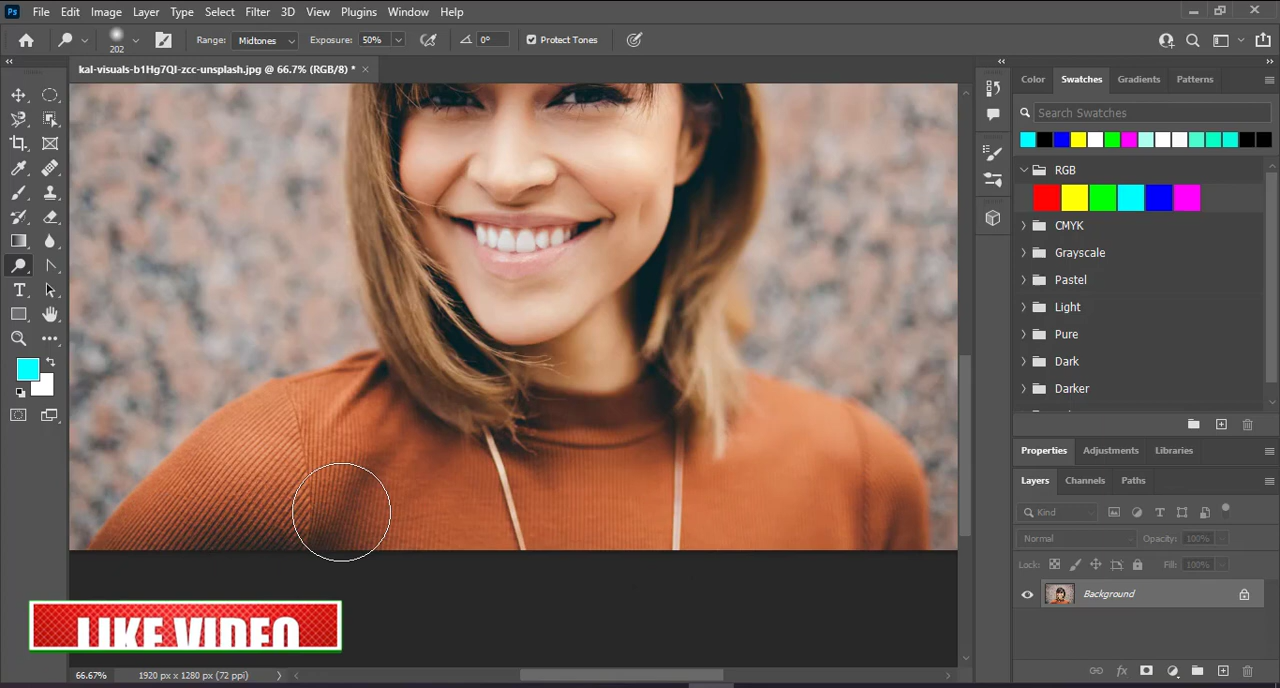 Ps File Edit Image Layer Type Select Filter 3D View Plugins Window Help
202 Range: Midtones Exposure: 50% 0° Protect Tones
kal-visuals-b1Hg7QI-zcc-unsplash.jpg @ 66.7% (RGB/8) * ×
Color Swatches Gradients Patterns
Search Swatches
RGB
CMYK
Grayscale
Pastel
Light
Pure
Dark
Darker
Properties Adjustments Libraries
Layers Channels Paths
Kind
Normal Opacity: 100%
Lock: Fill: 100%
Background
LIKE VIDEO
66.67% 1920 px x 1280 px (72 ppi)